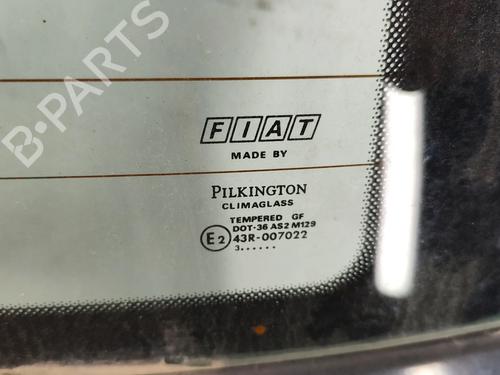 B-PARTS
FIAT
MADE BY
PILKINGTON
CLIMAGLASS
TEMPERED GF
DOT-36 AS2 M129
E2 43R-007022
3......